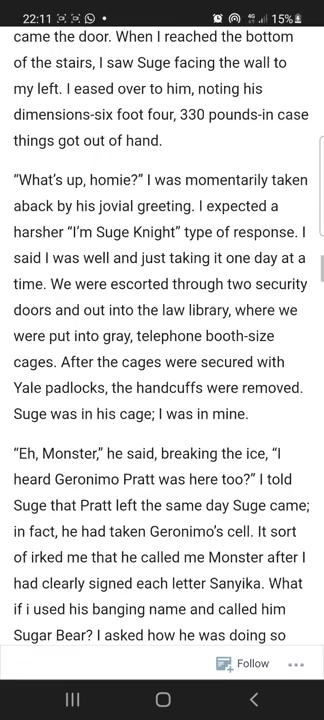 22:11
4G
15%
came the door. When I reached the bottom
of the stairs, I saw Suge facing the wall to
my left. I eased over to him, noting his
dimensions-six foot four, 330 pounds-in case
things got out of hand.
“What’s up, homie?” I was momentarily taken
aback by his jovial greeting. I expected a
harsher “I’m Suge Knight” type of response. I
said I was well and just taking it one day at a
time. We were escorted through two security
doors and out into the law library, where we
were put into gray, telephone booth-size
cages. After the cages were secured with
Yale padlocks, the handcuffs were removed.
Suge was in his cage; I was in mine.
“Eh, Monster,” he said, breaking the ice, “I
heard Geronimo Pratt was here too?” I told
Suge that Pratt left the same day Suge came;
in fact, he had taken Geronimo’s cell. It sort
of irked me that he called me Monster after I
had clearly signed each letter Sanyika. What
if i used his banging name and called him
Sugar Bear? I asked how he was doing so
Follow